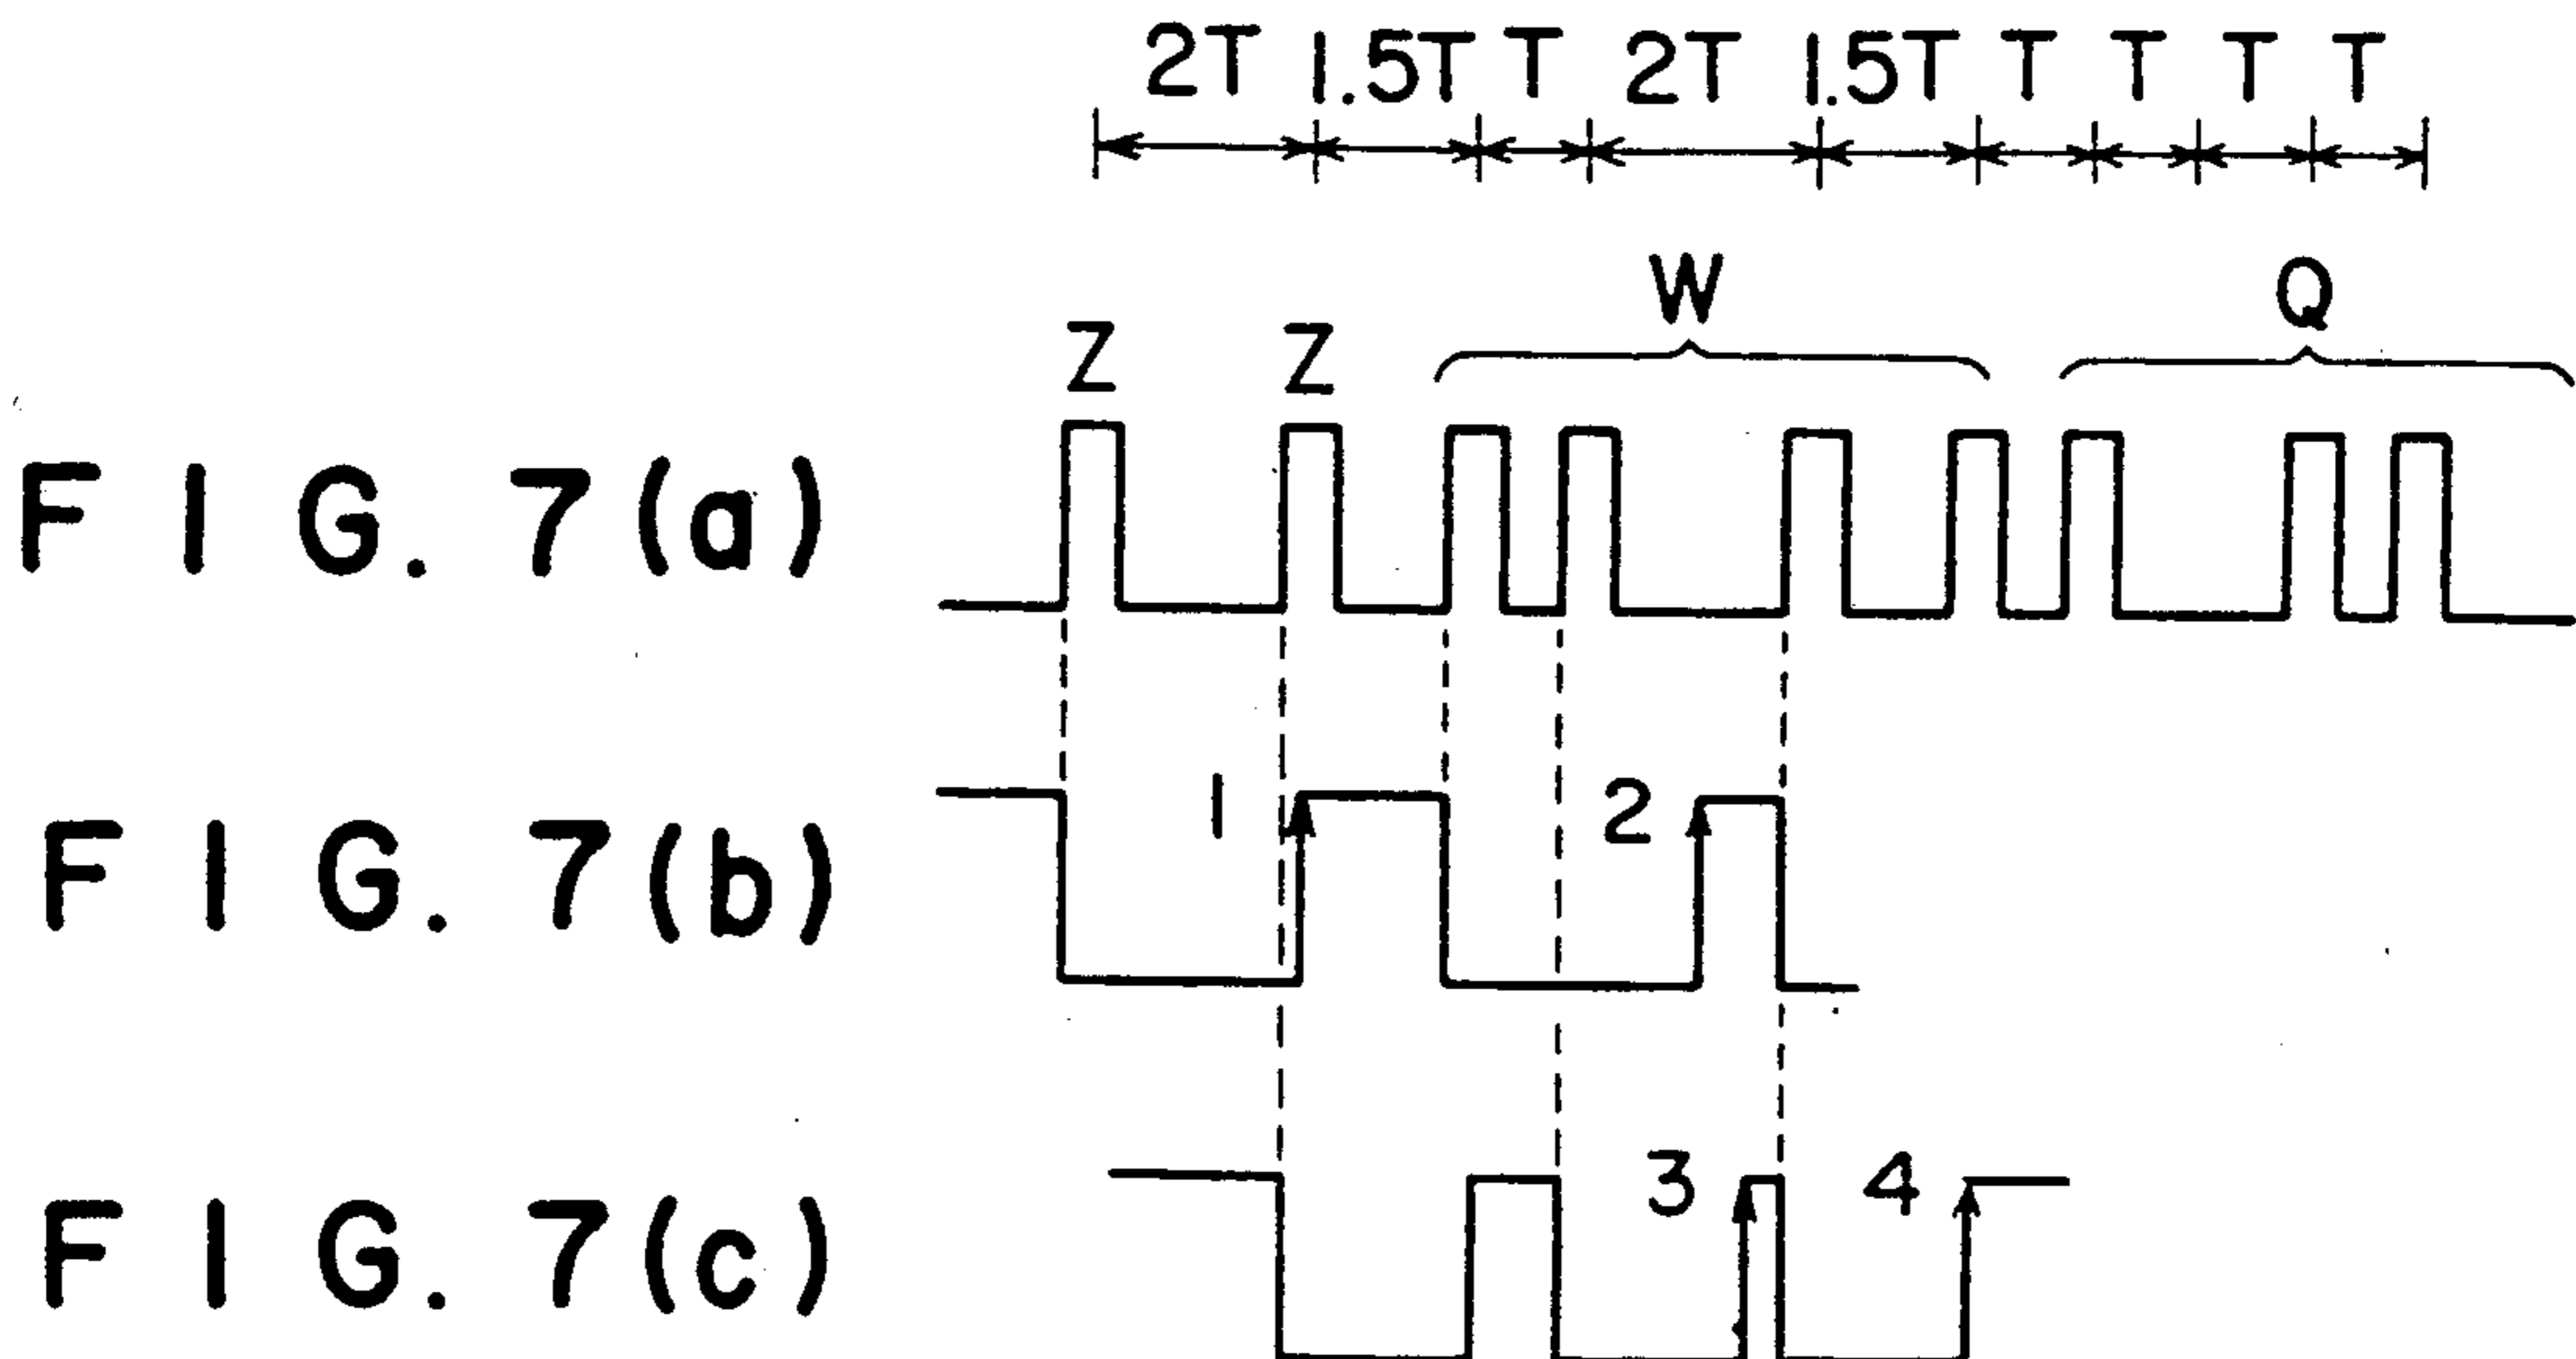 2T 1.5T T 2T 1.5T T T T T
W Q
Z Z
FIG. 7(a)
1 2
FIG. 7(b)
3 4
FIG. 7(c)